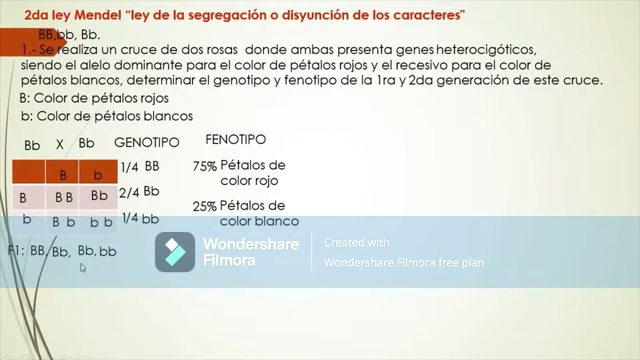 2da ley Mendel “ley de la segregación o disyunción de los caracteres”
BB,bb, Bb.
1.- Se realiza un cruce de dos rosas donde ambas presenta genes heterocigóticos,
siendo el alelo dominante para el color de pétalos rojos y el recesivo para el color de
pétalos blancos, determinar el genotipo y fenotipo de la 1ra y 2da generación de este cruce.
B: Color de pétalos rojos
b: Color de pétalos blancos
Bb X Bb GENOTIPO FENOTIPO
B b 1/4 BB 75% Pétalos de
color rojo
B BB Bb 2/4 Bb
25% Pétalos de
b Bb bb 1/4 bb color blanco
F1: BB, Bb, Bb, bb
Wondershare
Filmora
Created with
Wondershare Filmora free plan